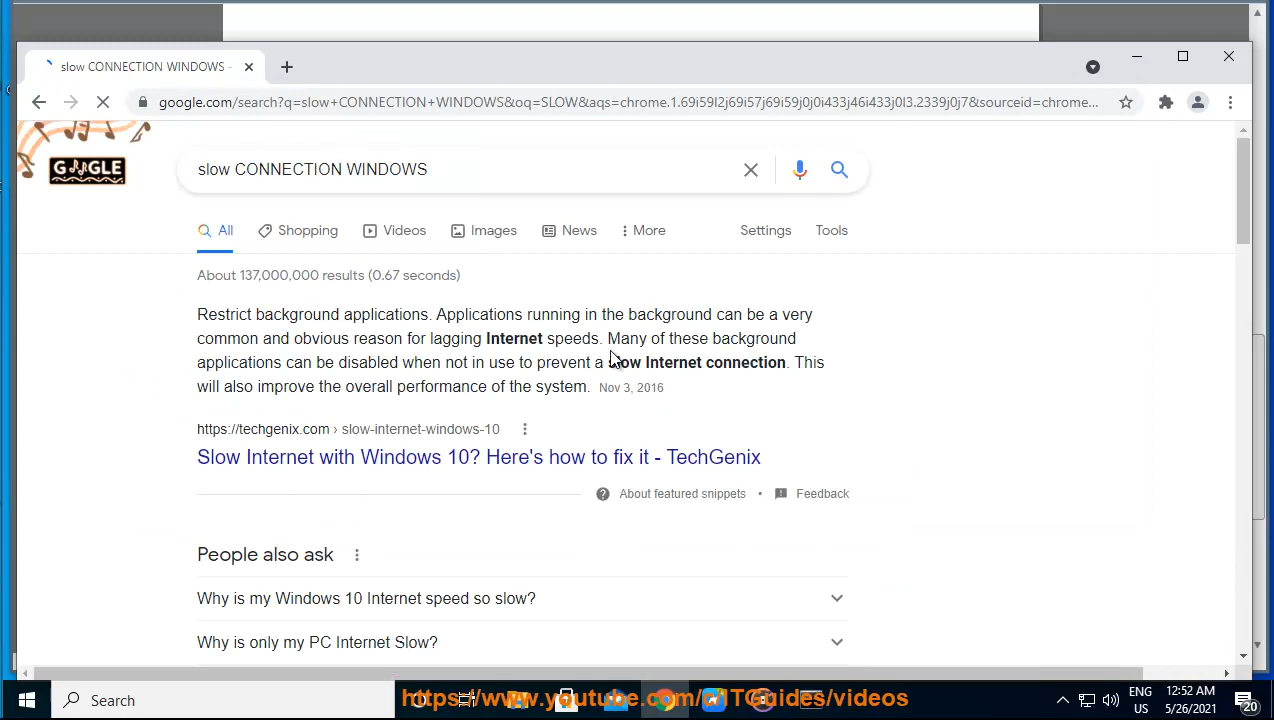 slow CONNECTION WINDOWS -
google.com/search?q=slow+CONNECTION+WINDOWS&oq=SLOW&aqs=chrome.1.69i59l2j69i57j69i59j0j0i433j46i433j0l3.2339j0j7&sourceid=chrome...
GOOGLE
slow CONNECTION WINDOWS
All Shopping Videos Images News More Settings Tools
About 137,000,000 results (0.67 seconds)
Restrict background applications. Applications running in the background can be a very
common and obvious reason for lagging Internet speeds. Many of these background
applications can be disabled when not in use to prevent a slow Internet connection. This
will also improve the overall performance of the system. Nov 3, 2016
https://techgenix.com › slow-internet-windows-10
Slow Internet with Windows 10? Here's how to fix it - TechGenix
About featured snippets • Feedback
People also ask
Why is my Windows 10 Internet speed so slow?
Why is only my PC Internet Slow?
Search
ENG 12:52 AM
US 5/26/2021 20